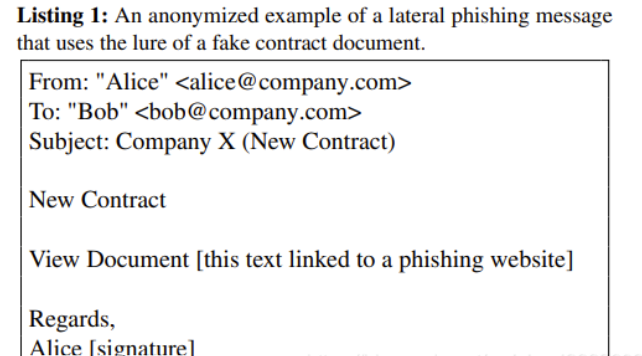 Listing 1: An anonymized example of a lateral phishing message
that uses the lure of a fake contract document.
From: "Alice" <alice@company.com>
To: "Bob" <bob@company.com>
Subject: Company X (New Contract)
New Contract
View Document [this text linked to a phishing website]
Regards,
Alice [signature]